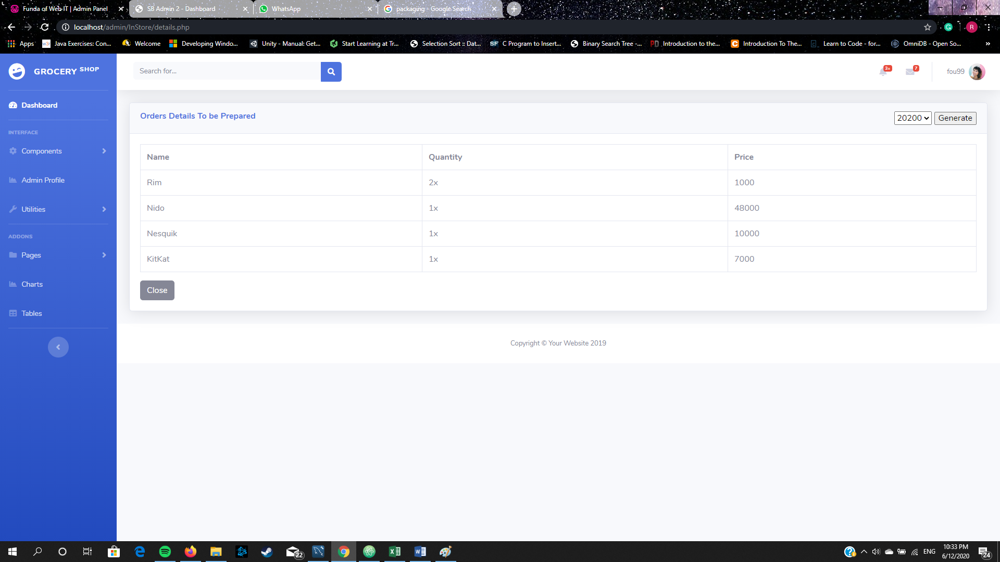 Funda of Web IT | Admin Panel
SB Admin 2 - Dashboard
WhatsApp
packaging - Google Search
localhost/admin/InStore/details.php
R
Apps
w3r
Java Exercises: Con...
Welcome
Developing Windo...
Unity - Manual: Get...
Start Learning at Tr...
Selection Sort :: Dat...
SF
C Program to Insert...
Binary Search Tree -...
PD
Introduction to the...
Introduction To The...
Learn to Code - for...
OmniDB - Open So...
»
GROCERY SHOP
Search for...
3+
7
fou99
Dashboard
INTERFACE
Components
Admin Profile
Utilities
ADDONS
Pages
Charts
Tables
Orders Details To be Prepared
20200
Generate
Name Quantity Price
Rim 2x 1000
Nido 1x 48000
Nesquik 1x 10000
KitKat 1x 7000
Close
Copyright © Your Website 2019
22
ENG
10:33 PM
6/12/2020
24